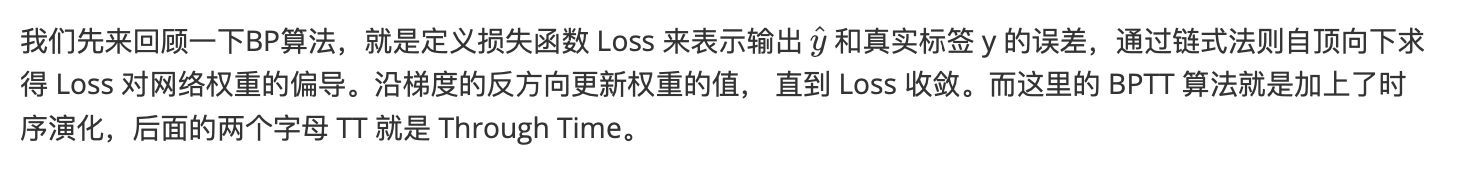 我们先来回顾一下BP算法，就是定义损失函数 Loss 来表示输出 ŷ 和真实标签 y 的误差，通过链式法则自顶向下求
得 Loss 对网络权重的偏导。沿梯度的反方向更新权重的值， 直到 Loss 收敛。而这里的 BPTT 算法就是加上了时
序演化，后面的两个字母 TT 就是 Through Time。